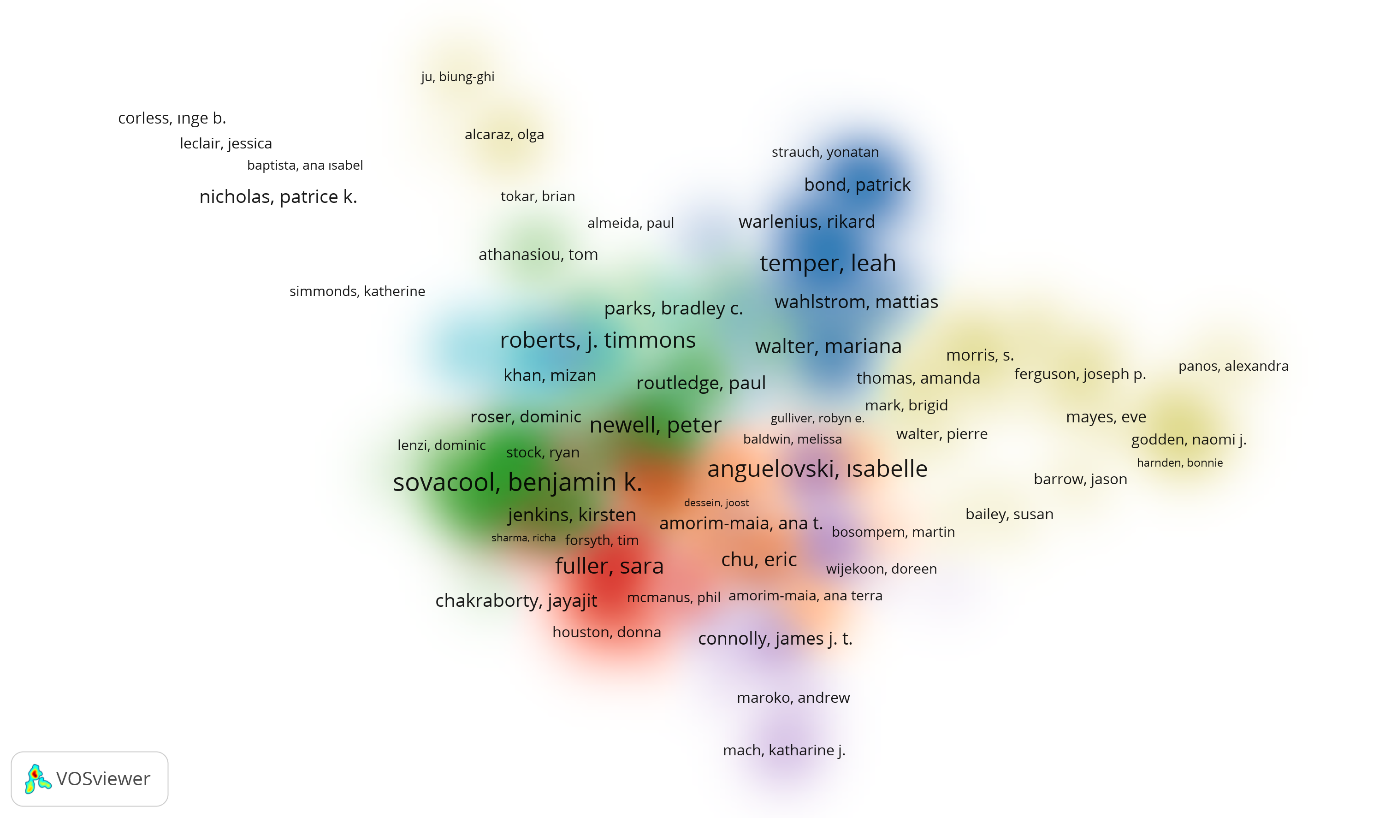 ju, biung-ghi
corless, ınge b.
alcaraz, olga
leclair, jessica
strauch, yonatan
baptista, ana ısabel
bond, patrick
nicholas, patrice k.
tokar, brian
almeida, paul
warlenius, rikard
athanasiou, tom
temper, leah
simmonds, katherine
wahlstrom, mattias
parks, bradley c.
roberts, j. timmons
walter, mariana
morris, s.
panos, alexandra
khan, mizan
ferguson, joseph p.
thomas, amanda
routledge, paul
mark, brigid
roser, dominic
gulliver, robyn e.
mayes, eve
newell, peter
walter, pierre
baldwin, melissa
godden, naomi j.
lenzi, dominic
stock, ryan
harnden, bonnie
anguelovski, ısabelle
barrow, jason
sovacool, benjamin k.
dessein, joost
jenkins, kirsten
bailey, susan
amorim-maia, ana t.
bosompem, martin
sharma, richa
forsyth, tim
chu, eric
fuller, sara
wijekoon, doreen
chakraborty, jayajit
mcmanus, phil
amorim-maia, ana terra
houston, donna
connolly, james j. t.
maroko, andrew
mach, katharine j.
VOSviewer